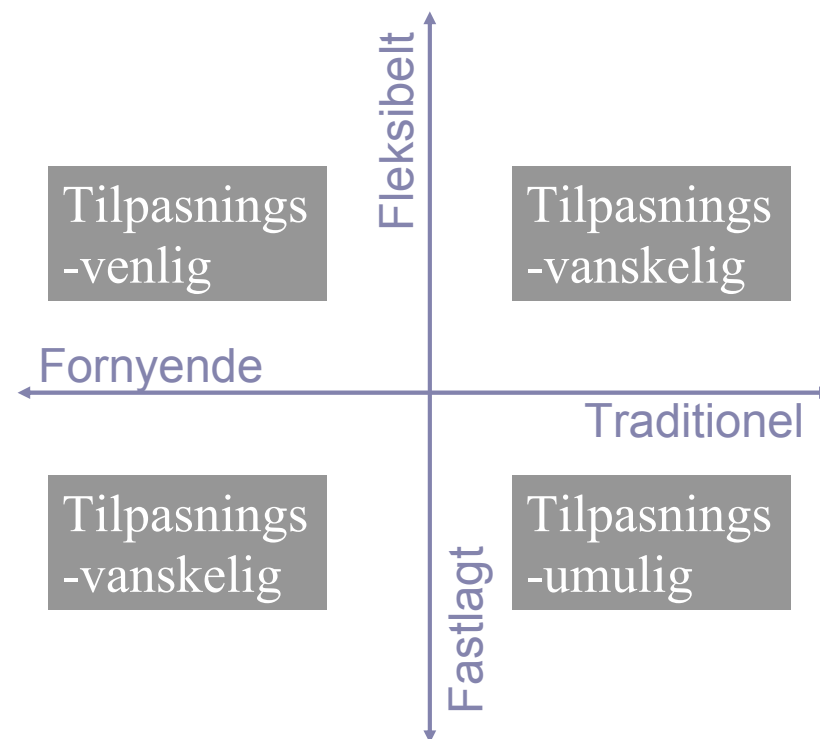 Fleksibelt
Tilpasnings
-venlig
Tilpasnings
-vanskelig
Fornyende
Traditionel
Tilpasnings
-vanskelig
Tilpasnings
-umulig
Fastlagt